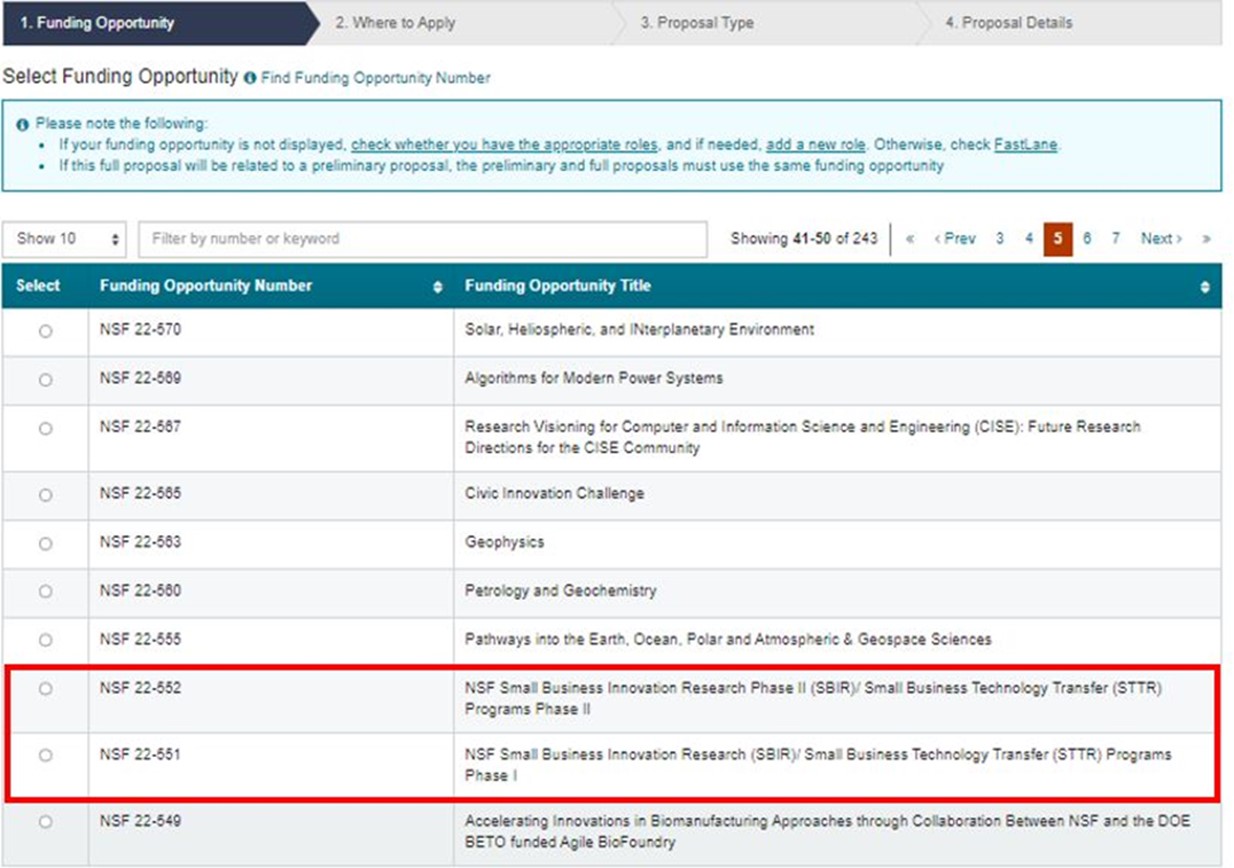 1. Funding Opportunity
2. Where to Apply
3. Proposal Type
4. Proposal Details
Select Funding Opportunity Find Funding Opportunity Number
Please note the following:
• If your funding opportunity is not displayed, check whether you have the appropriate roles, and if needed, add a new role. Otherwise, check FastLane.
• If this full proposal will be related to a preliminary proposal, the preliminary and full proposals must use the same funding opportunity
Show 10
Filter by number or keyword
Showing 41-50 of 243
« ‹ Prev 3 4 5 6 7 Next › »
Select Funding Opportunity Number Funding Opportunity Title
NSF 22-570 Solar, Heliospheric, and INterplanetary Environment
NSF 22-569 Algorithms for Modern Power Systems
NSF 22-567 Research Visioning for Computer and Information Science and Engineering (CISE): Future Research
Directions for the CISE Community
NSF 22-565 Civic Innovation Challenge
NSF 22-563 Geophysics
NSF 22-560 Petrology and Geochemistry
NSF 22-555 Pathways into the Earth, Ocean, Polar and Atmospheric & Geospace Sciences
NSF 22-552 NSF Small Business Innovation Research Phase II (SBIR)/ Small Business Technology Transfer (STTR)
Programs Phase II
NSF 22-551 NSF Small Business Innovation Research (SBIR)/ Small Business Technology Transfer (STTR) Programs
Phase I
NSF 22-549 Accelerating Innovations in Biomanufacturing Approaches through Collaboration Between NSF and the DOE
BETO funded Agile BioFoundry